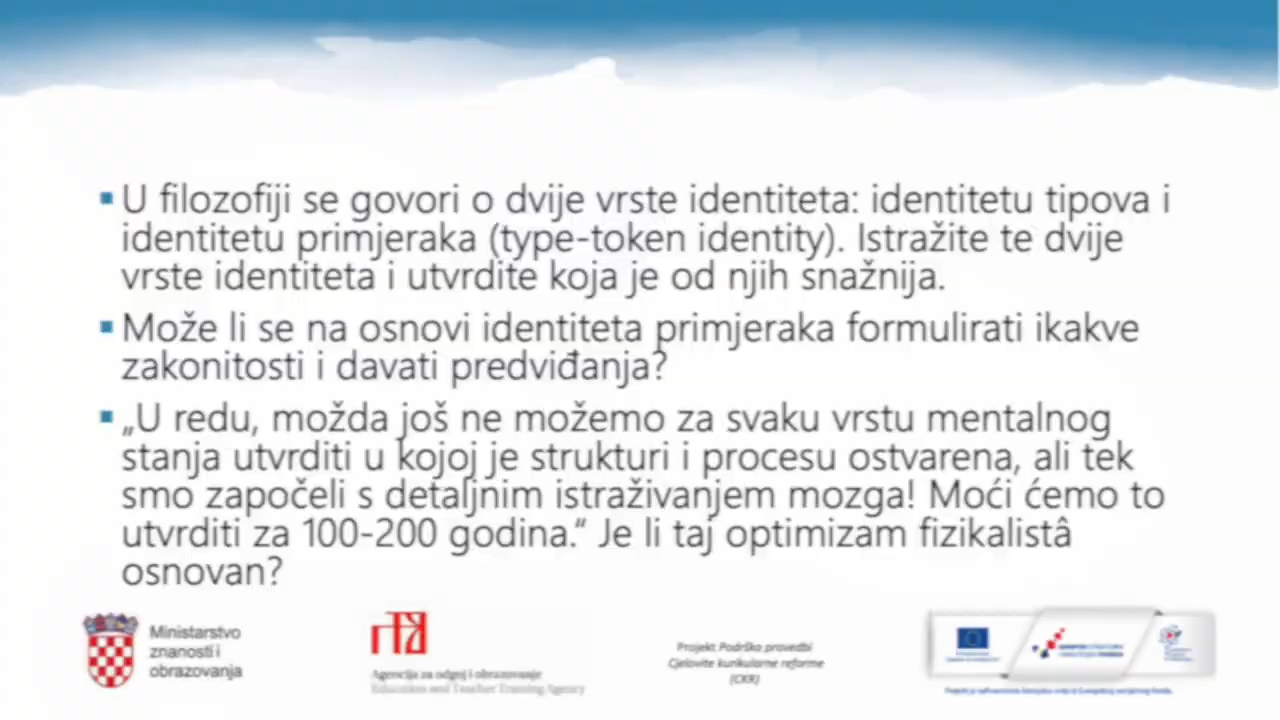 ▪ U filozofiji se govori o dvije vrste identiteta: identitetu tipova i
identitetu primjeraka (type-token identity). Istražite te dvije
vrste identiteta i utvrdite koja je od njih snažnija.
▪ Može li se na osnovi identiteta primjeraka formulirati ikakve
zakonitosti i davati predviđanja?
▪ „U redu, možda još ne možemo za svaku vrstu mentalnog
stanja utvrditi u kojoj je strukturi i procesu ostvarena, ali tek
smo započeli s detaljnim istraživanjem mozga! Moći ćemo to
utvrditi za 100-200 godina.“ Je li taj optimizam fizikalistâ
osnovan?
Ministarstvo
znanosti i
obrazovanja
Agencija za odgoj i obrazovanje
Education and Teacher Training Agency
Projekt Podrška provedbi
Cjelovite kurikularne reforme
(CKR)